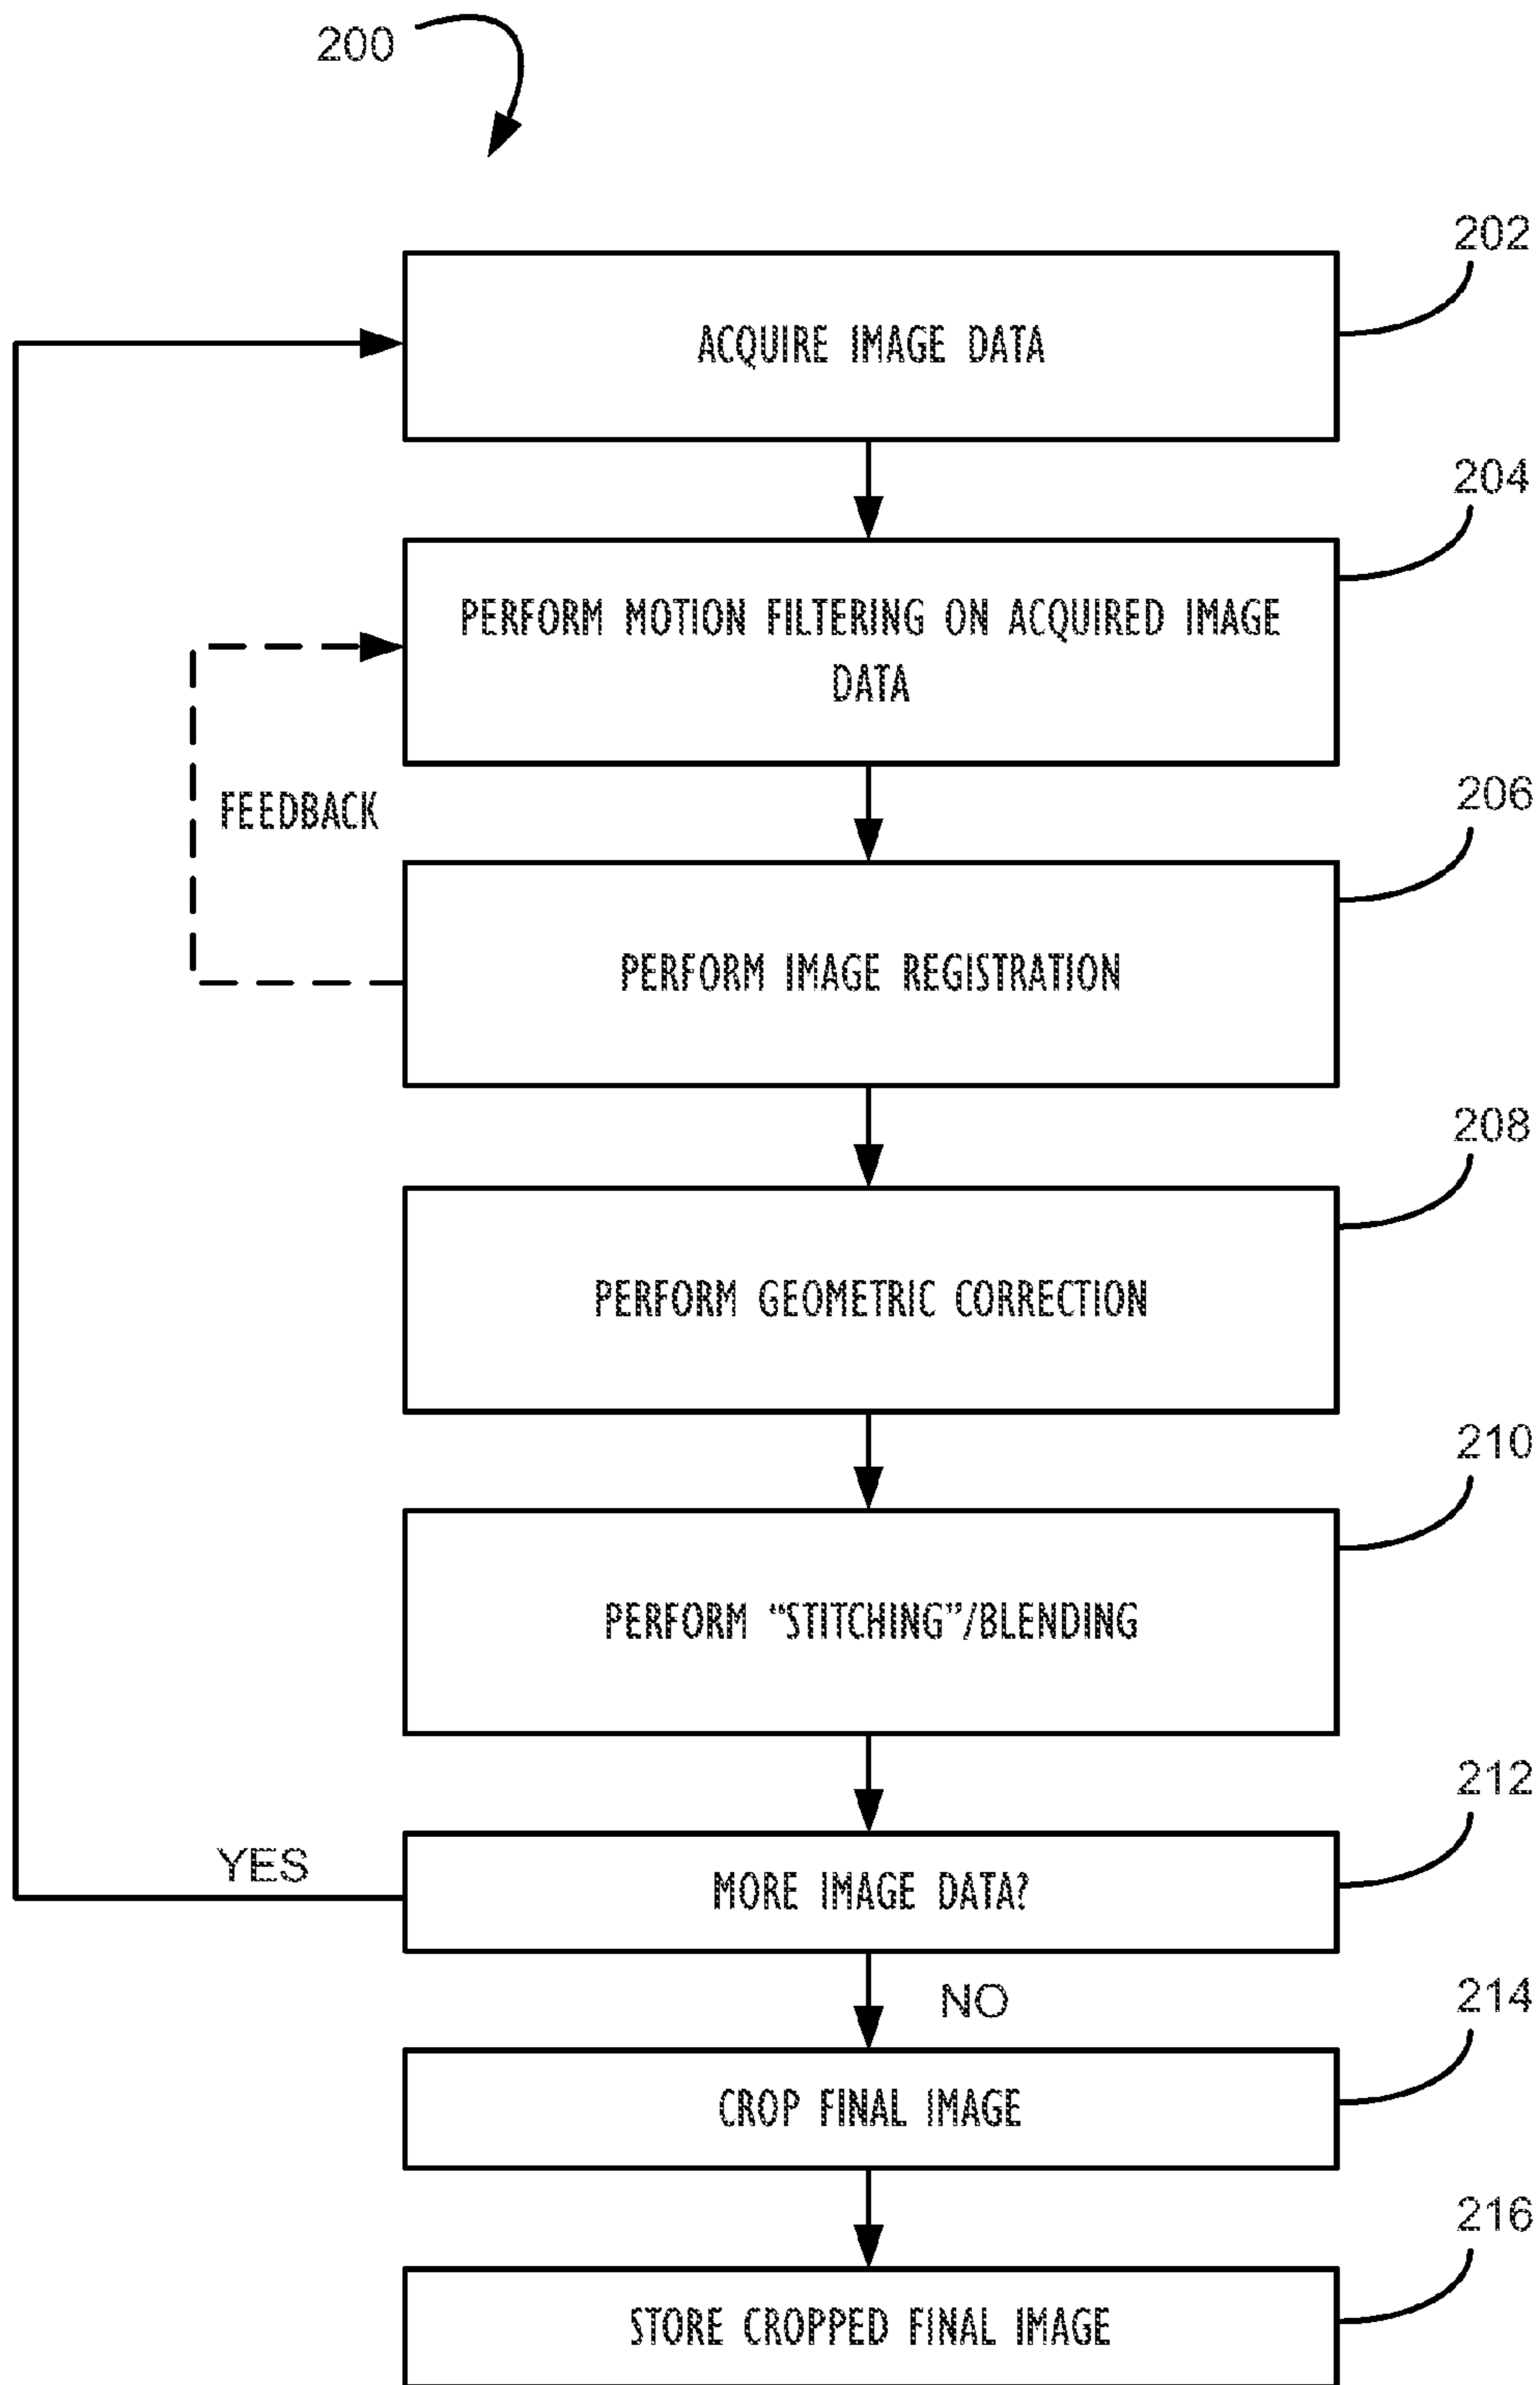 200
202
ACQUIRE IMAGE DATA
204
PERFORM MOTION FILTERING ON ACQUIRED IMAGE
DATA
FEEDBACK
206
PERFORM IMAGE REGISTRATION
208
PERFORM GEOMETRIC CORRECTION
210
PERFORM “STITCHING”/BLENDING
212
YES
MORE IMAGE DATA?
NO
214
CROP FINAL IMAGE
216
STORE CROPPED FINAL IMAGE